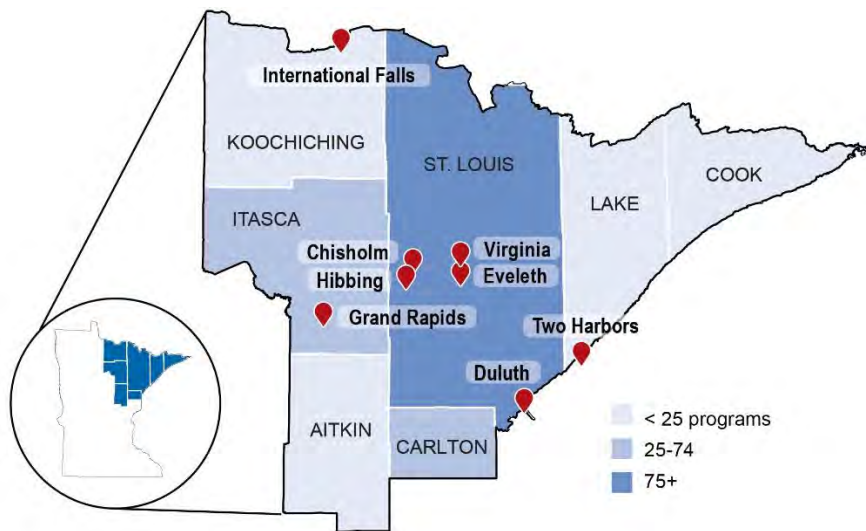 International Falls
KOOCHICHING
ST. LOUIS
COOK
LAKE
ITASCA
Chisholm
Virginia
Hibbing
Eveleth
Grand Rapids
Two Harbors
Duluth
AITKIN
CARLTON
< 25 programs
25-74
75+